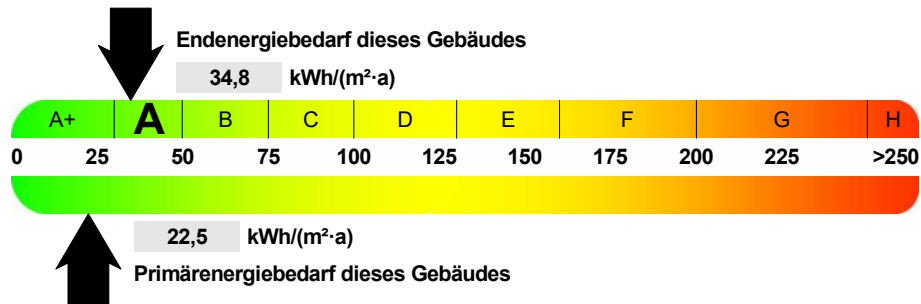 Endenergiebedarf dieses Gebäudes
34,8 kWh/(m²·a)
A+ A B C D E F G H
0 25 50 75 100 125 150 175 200 225 >250
22,5 kWh/(m²·a)
Primärenergiebedarf dieses Gebäudes